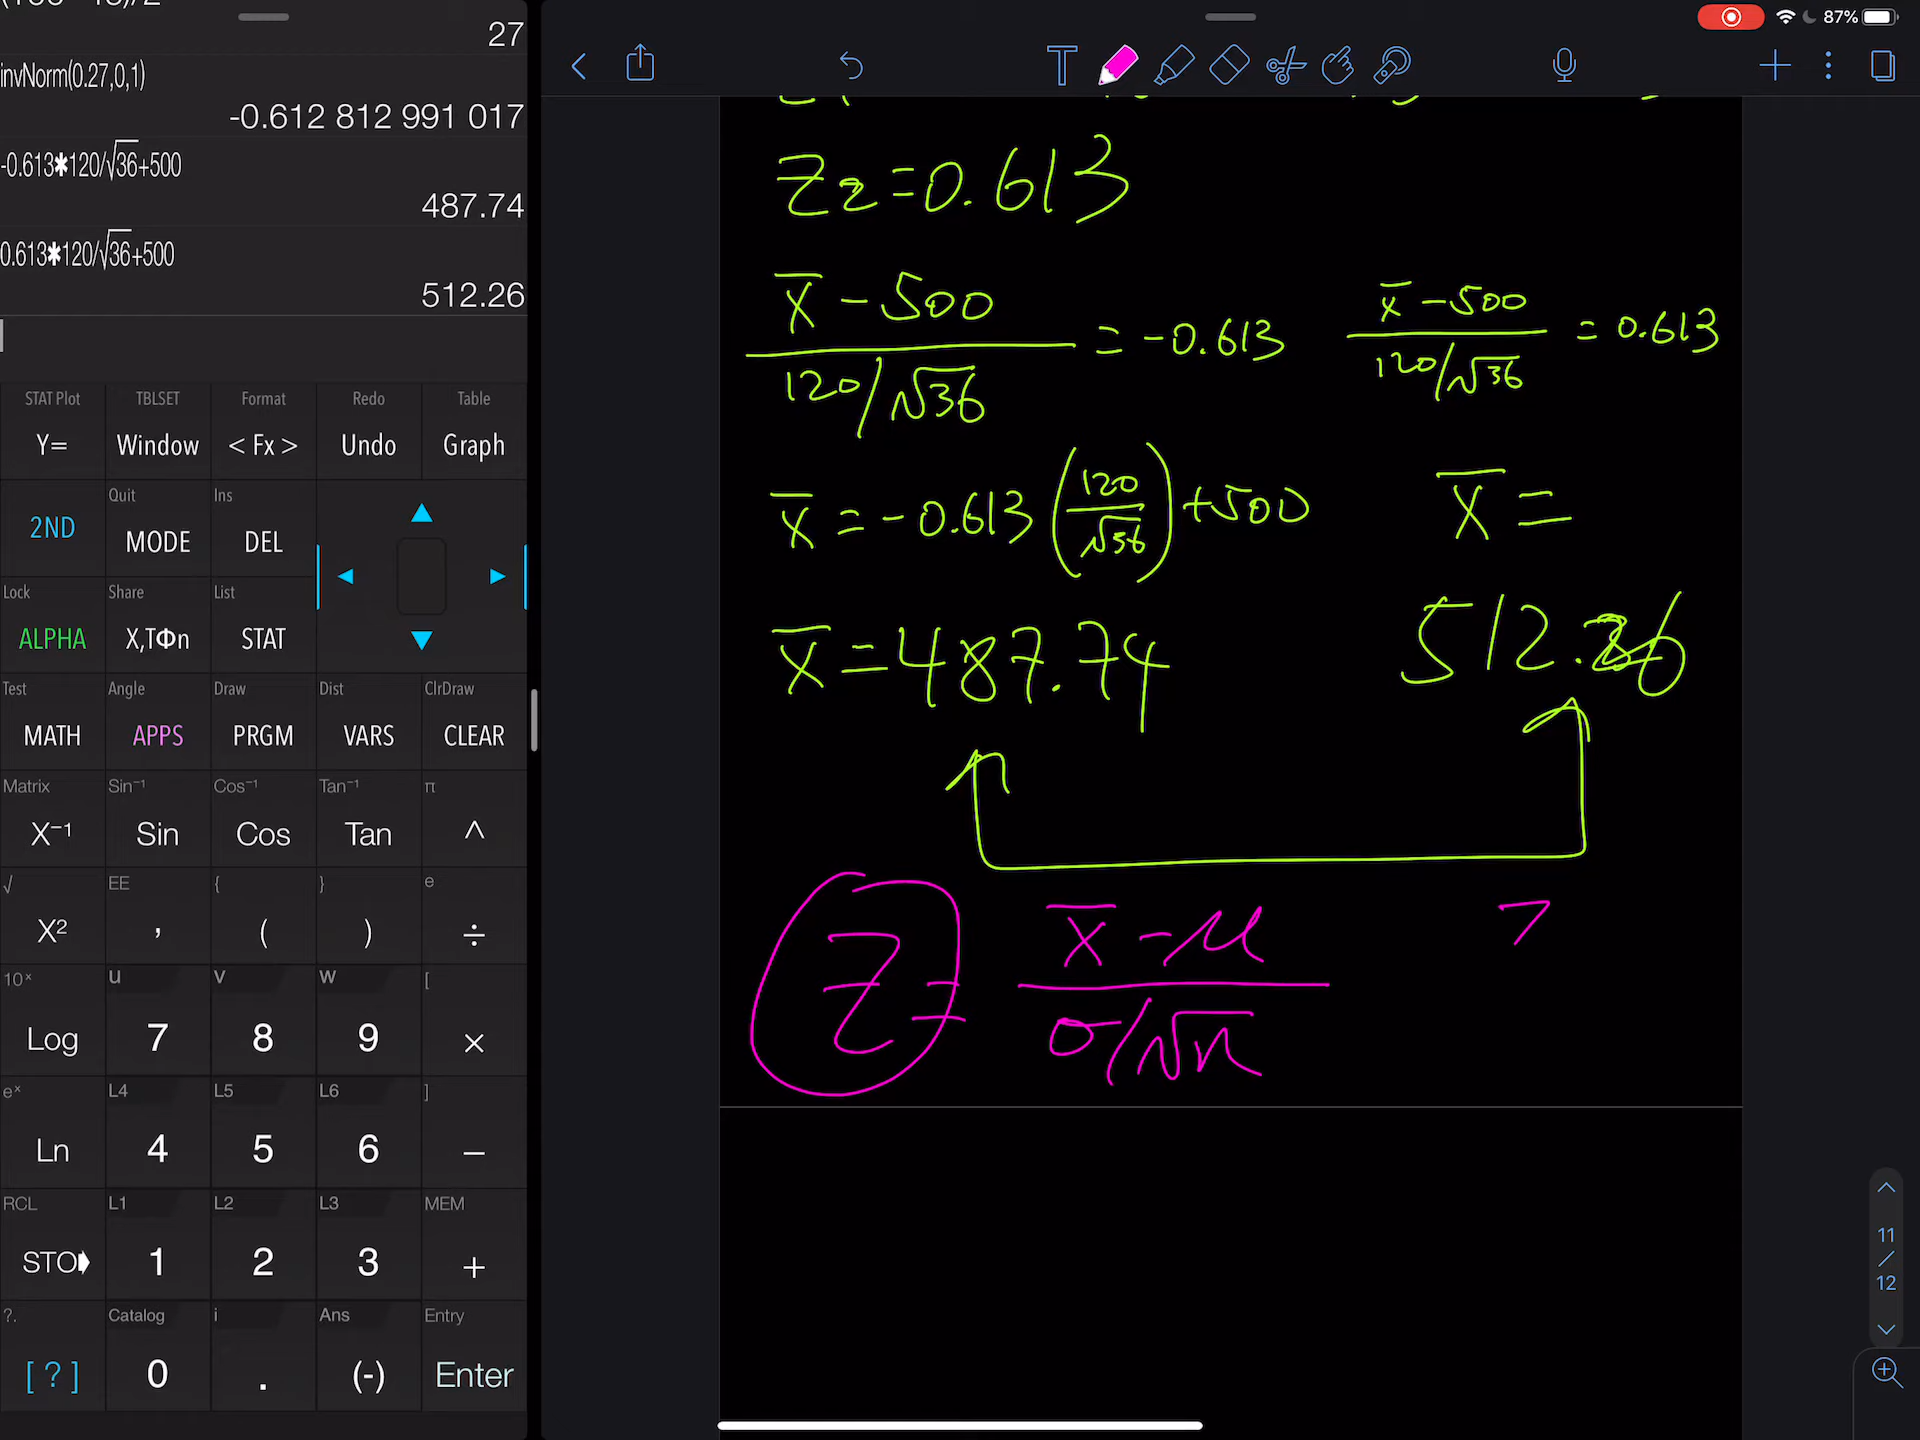 27
invNorm(0.27,0,1)
-0.612 812 991 017
-0.613*120/√36+500
487.74
0.613*120/√36+500
512.26
STAT Plot TBLSET Format Redo Table
Y= Window < Fx > Undo Graph
Quit Ins
2ND MODE DEL
Lock Share List
ALPHA X,TΦn STAT
Test Angle Draw Dist ClrDraw
MATH APPS PRGM VARS CLEAR
Matrix Sin⁻¹ Cos⁻¹ Tan⁻¹ π
X⁻¹ Sin Cos Tan ^
√ EE { } e
X² , ( ) ÷
10ˣ u v w [
Log 7 8 9 ×
eˣ L4 L5 L6 ]
Ln 4 5 6 −
RCL L1 L2 L3 MEM
STO 1 2 3 +
?. Catalog i Ans Entry
[ ? ] 0 . (-) Enter
87%
T
Z2 = 0.613
x̄ - 500
120/√36
= -0.613
x̄ - 500
120/√36
= 0.613
x̄ = -0.613 (120/√36) + 500
x̄ =
x̄ = 487.74
512.26
Z = x̄ - μ
σ/√n
11
/
12